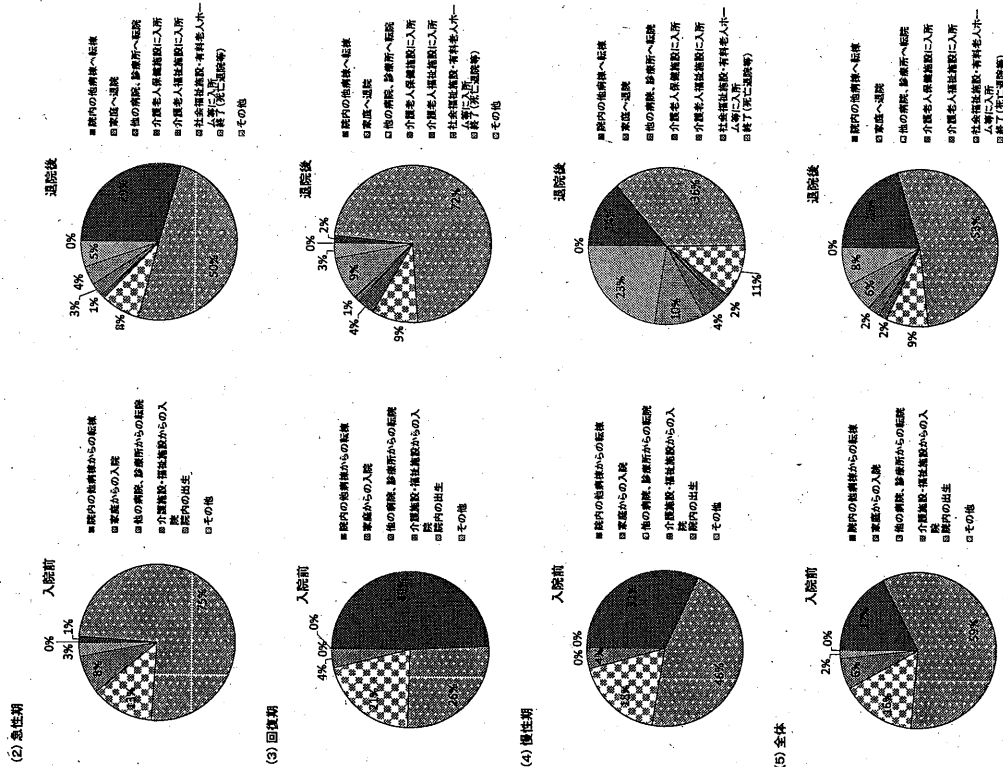 (2) 急性期
入院前
0%
1%
3%
8%
13%
75%
■院内の他病棟からの転棟
家庭からの入院
他の病院、診療所からの転院
介護施設・福祉施設からの入
院
院内の出生
その他
退院後
0%
5%
4%
3%
1%
8%
50%
■院内の他病棟へ転棟
家庭へ退院
他の病院、診療所へ転院
介護老人保健施設に入所
介護老人福祉施設に入所
社会福祉施設・有料老人ホー
ム等に入所
終了(死亡退院等)
その他
(3) 回復期
入院前
0%
0%
4%
21%
26%
■院内の他病棟からの転棟
家庭からの入院
他の病院、診療所からの転院
介護施設・福祉施設からの入
院
院内の出生
その他
退院後
0%
2%
3%
9%
1%
4%
9%
72%
■院内の他病棟へ転棟
家庭へ退院
他の病院、診療所へ転院
介護老人保健施設に入所
介護老人福祉施設に入所
社会福祉施設・有料老人ホー
ム等に入所
終了(死亡退院等)
その他
(4) 慢性期
入院前
0% 0%
4%
18%
46%
■院内の他病棟からの転棟
家庭からの入院
他の病院、診療所からの転院
介護施設・福祉施設からの入
院
院内の出生
その他
退院後
0%
23%
10%
4%
2%
11%
36%
■院内の他病棟へ転棟
家庭へ退院
他の病院、診療所へ転院
介護老人保健施設に入所
介護老人福祉施設に入所
社会福祉施設・有料老人ホー
ム等に入所
終了(死亡退院等)
その他
(5) 全体
入院前
0%
2%
6%
16%
17%
59%
■院内の他病棟からの転棟
家庭からの入院
他の病院、診療所からの転院
介護施設・福祉施設からの入
院
院内の出生
その他
退院後
0%
8%
6%
2%
2%
9%
53%
■院内の他病棟へ転棟
家庭へ退院
他の病院、診療所へ転院
介護老人保健施設に入所
介護老人福祉施設に入所
社会福祉施設・有料老人ホー
ム等に入所
終了(死亡退院等)